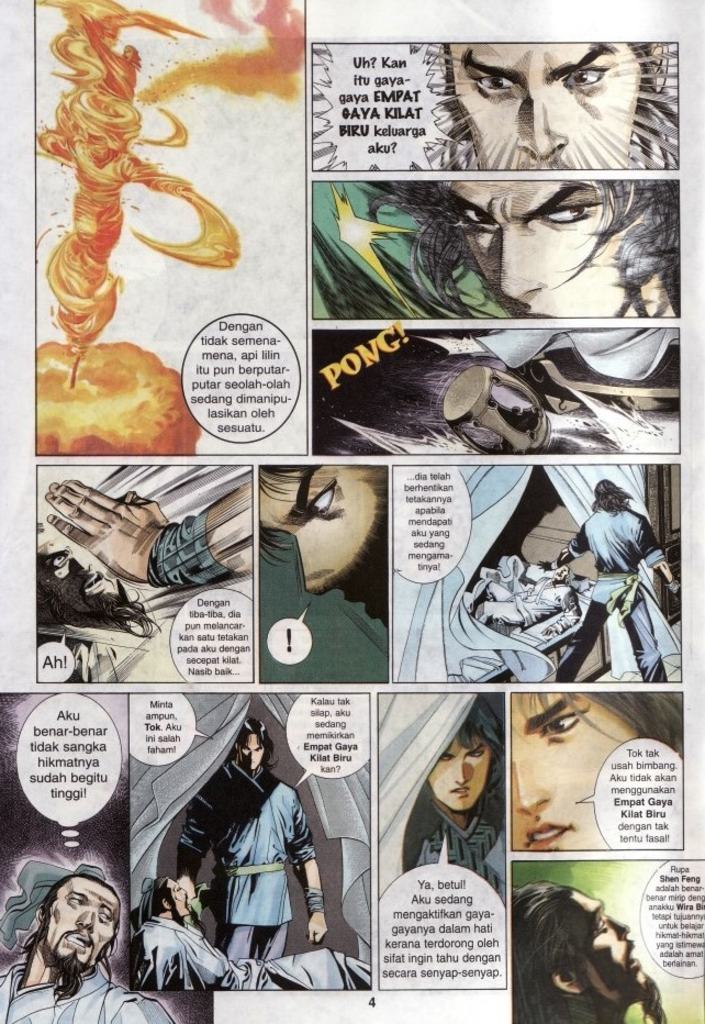 Dengan
tidak semena-
mena, api lilin
itu pun berputar-
putar seolah-olah
sedang dimanipu-
lasikan oleh
sesuatu.
Uh? Kan
itu gaya-
gaya EMPAT
GAYA KILAT
BIRU keluarga
aku?
PONG!
Ah!
Dengan
tiba-tiba, dia
pun melancar-
kan satu tetakan
pada aku dengan
secepat kilat.
Nasib baik...
!
...dia telah
berhentikan
tetakannya
apabila
mendapati
aku yang
sedang
mengama-
tinya!
Aku
benar-benar
tidak sangka
hikmatnya
sudah begitu
tinggi!
Minta
ampun,
Tok. Aku
ini salah
faham!
Kalau tak
silap, aku
sedang
memikirkan
Empat Gaya
Kilat Biru
kan?
Ya, betul!
Aku sedang
mengaktifkan gaya-
gayanya dalam hati
kerana terdorong oleh
sifat ingin tahu dengan
secara senyap-senyap.
Tok tak
usah bimbang.
Aku tidak akan
menggunakan
Empat Gaya
Kilat Biru
dengan tak
tentu fasal!
Rupa
Shen Feng
adalah benar-
benar mirip deng
anakku Wira Bi
tetapi tujuanny
untuk belajar
hikmat-hikmat
yang istimewa
adalah amat
berlainan.
4